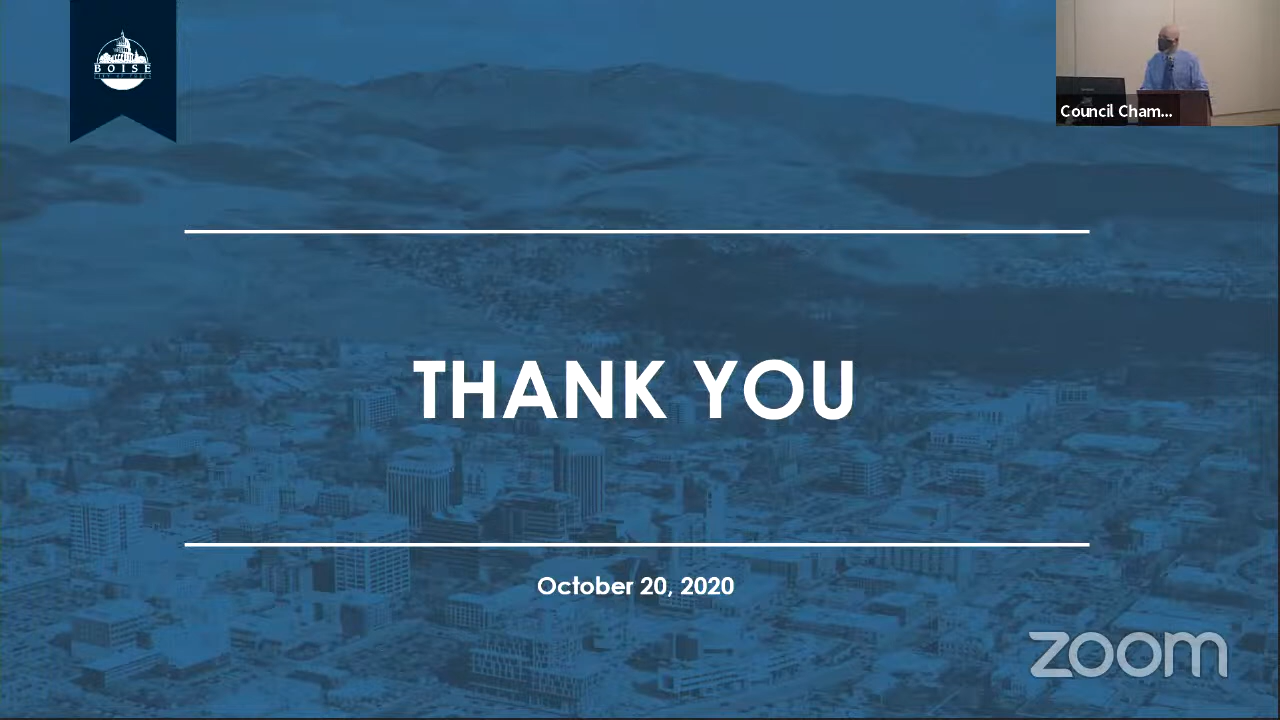 BOISE
Council Cham...
THANK YOU
October 20, 2020
zoom